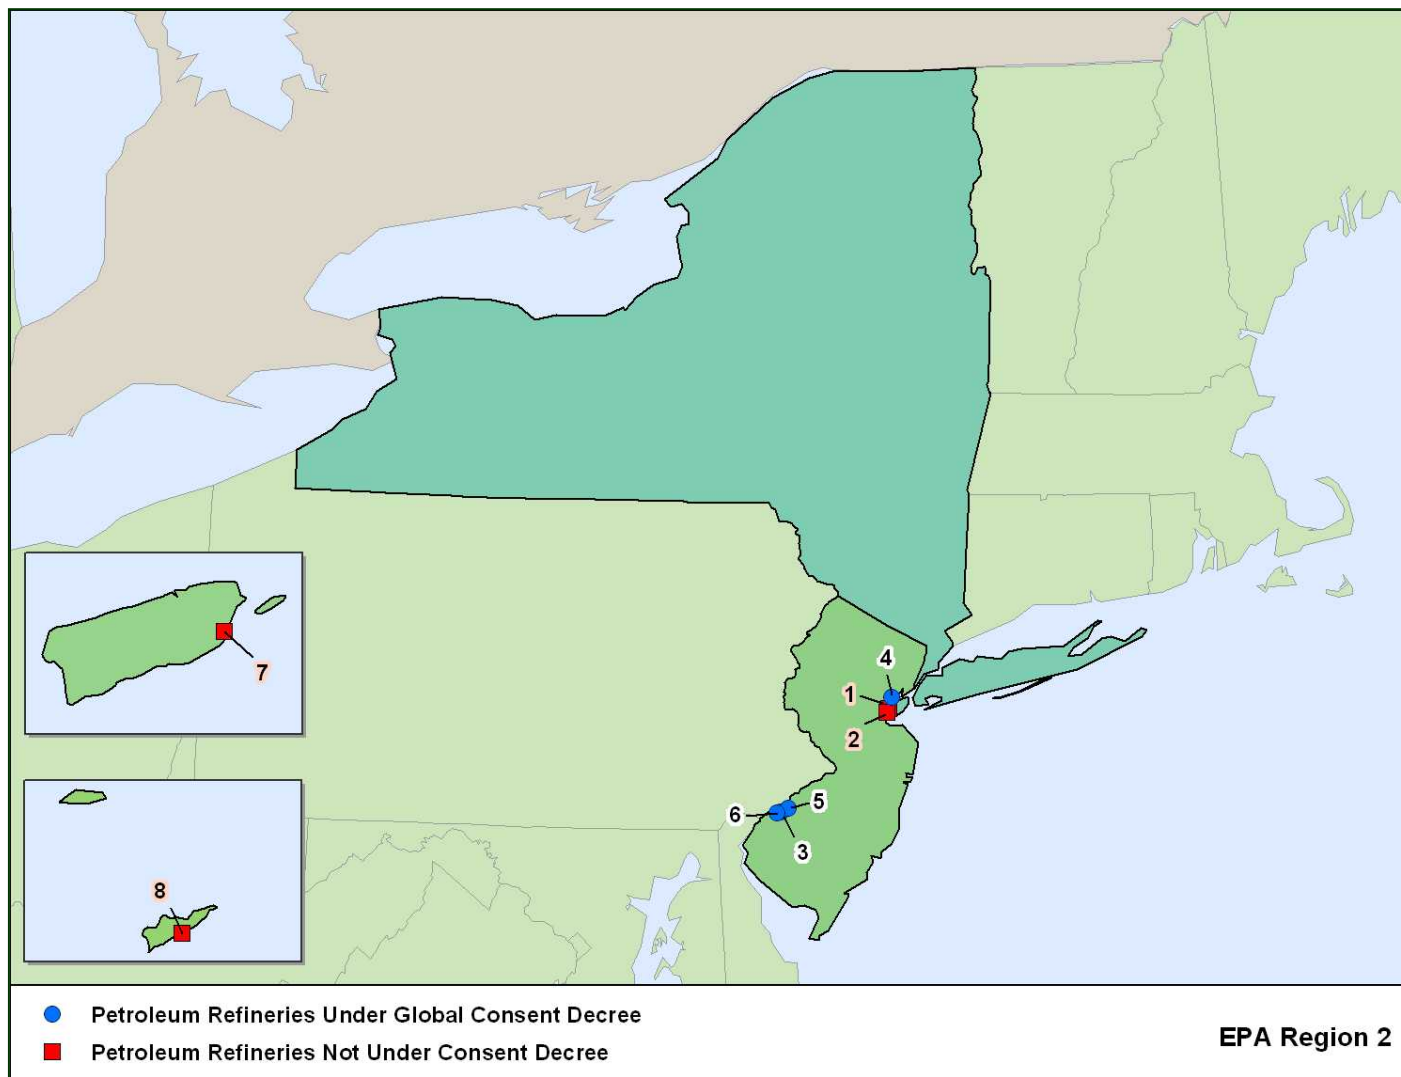 4
1
2
7
5
6
3
8
Petroleum Refineries Under Global Consent Decree
Petroleum Refineries Not Under Consent Decree
EPA Region 2